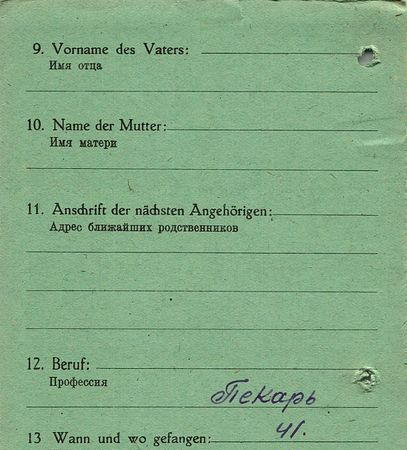 9. Vorname des Vaters:
Имя отца
10. Name der Mutter:
Имя матери
11. Anschrift der nächsten Angehörigen:
Адрес ближайших родственников
12. Beruf:
Профессия
Пекарь
13 Wann und wo gefangen:
41.